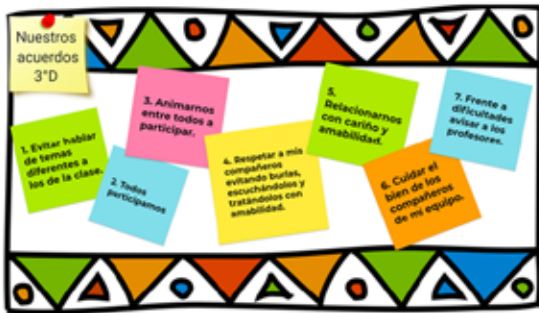 Nuestros
acuerdos
3°D
1. Evitar hablar
de temas
diferentes a
los de la clase.
2. Todos
participamos
3. Animarnos
entre todos a
participar.
4. Respetar a mis
compañeros
evitando burlas,
escuchándolos y
tratándolos con
amabilidad.
5.
Relacionarnos
con cariño y
amabilidad.
6. Cuidar el
bien de los
compañeros
de mi equipo.
7. Frente a
dificultades
avisar a los
profesores.